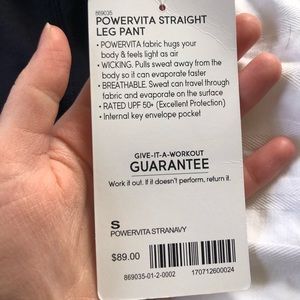 869035
POWERVITA STRAIGHT
LEG PANT
• POWERVITA fabric hugs your
body & feels light as air
• WICKING. Pulls sweat away from the
body so it can evaporate faster
• BREATHABLE. Sweat can travel through
fabric and evaporate on the surface
• RATED UPF 50+ (Excellent Protection)
• Internal key envelope pocket
GIVE-IT-A-WORKOUT
GUARANTEE
Work it out. If it doesn't perform, return it.
S
POWERVITA STRANAVY
$89.00
869035-01-2-0002 170712600024